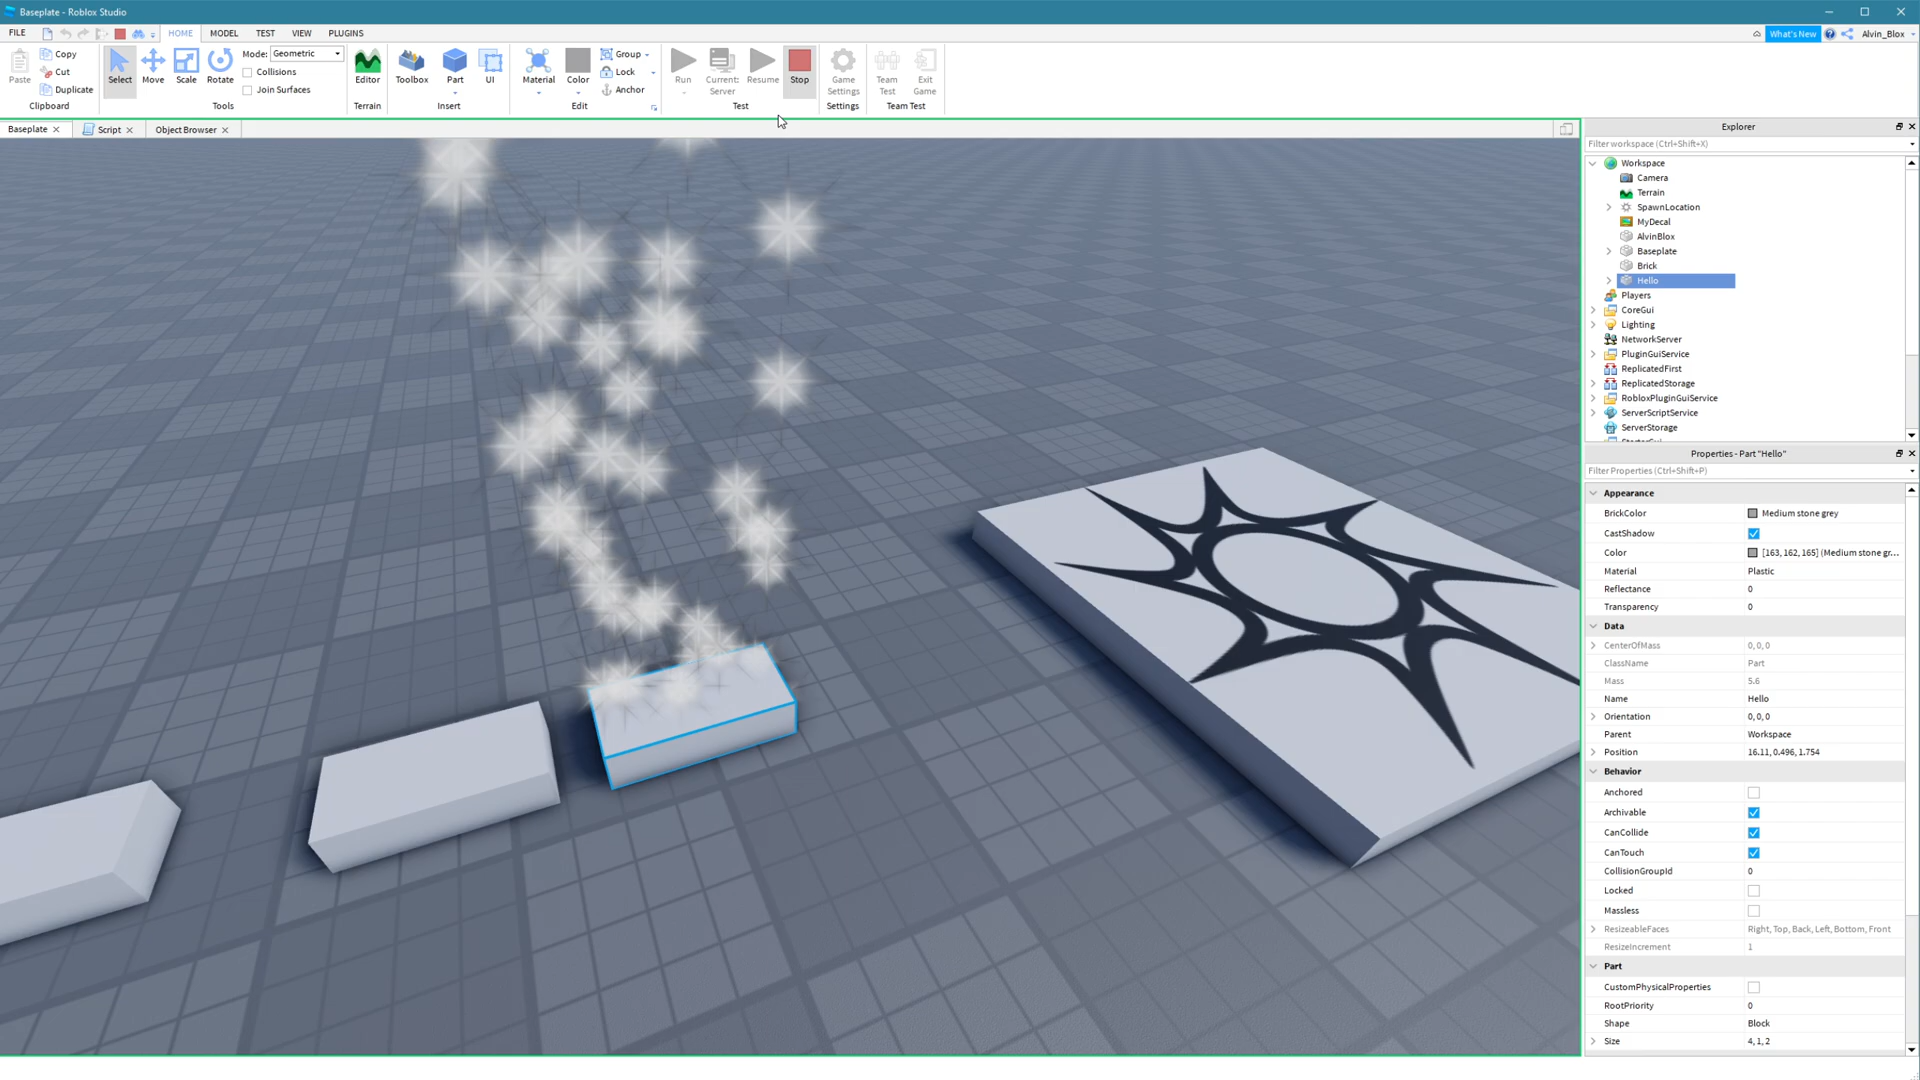 Baseplate - Roblox Studio
FILE HOME MODEL TEST VIEW PLUGINS What's New Alvin_Blox
Paste Copy Cut Duplicate Clipboard
Select Move Scale Rotate Mode: Geometric Collisions Join Surfaces Tools
Editor Terrain
Toolbox Part UI Insert
Material Color Group Lock Anchor Edit
Run Current: Server Resume Stop Test
Game Settings Settings
Team Test Exit Game Team Test
Baseplate Script Object Browser
Explorer
Filter workspace (Ctrl+Shift+X)
Workspace
Camera
Terrain
SpawnLocation
MyDecal
AlvinBlox
Baseplate
Brick
Hello
Players
CoreGui
Lighting
NetworkServer
PluginGuiService
ReplicatedFirst
ReplicatedStorage
RobloxPluginGuiService
ServerScriptService
ServerStorage
Properties - Part "Hello"
Filter Properties (Ctrl+Shift+P)
Appearance
BrickColor Medium stone grey
CastShadow
Color [163, 162, 165] (Medium stone gr...
Material Plastic
Reflectance 0
Transparency 0
Data
CenterOfMass 0, 0, 0
ClassName Part
Mass 5.6
Name Hello
Orientation 0, 0, 0
Parent Workspace
Position 16.11, 0.496, 1.754
Behavior
Anchored
Archivable
CanCollide
CanTouch
CollisionGroupId 0
Locked
Massless
ResizeableFaces Right, Top, Back, Left, Bottom, Front
ResizeIncrement 1
Part
CustomPhysicalProperties
RootPriority 0
Shape Block
Size 4, 1, 2